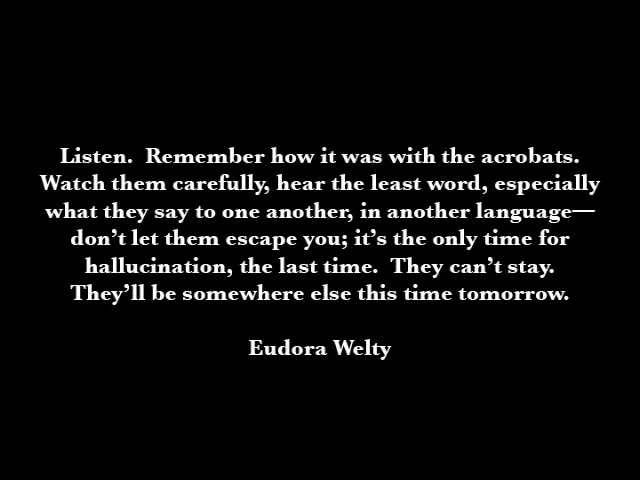 Listen.  Remember how it was with the acrobats.
Watch them carefully, hear the least word, especially
what they say to one another, in another language—
don’t let them escape you; it’s the only time for
hallucination, the last time.  They can’t stay.
They’ll be somewhere else this time tomorrow.
Eudora Welty